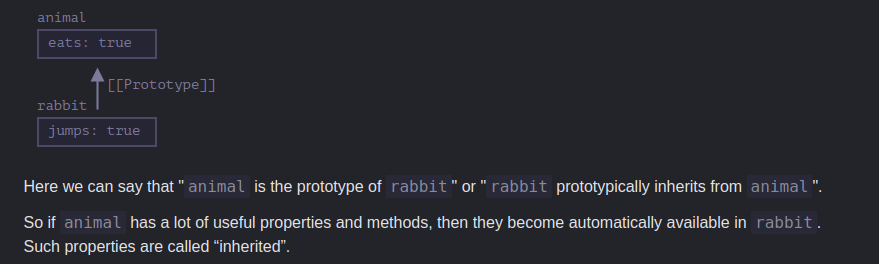 animal
eats: true
[[Prototype]]
rabbit
jumps: true
Here we can say that "animal is the prototype of rabbit" or "rabbit prototypically inherits from animal".
So if animal has a lot of useful properties and methods, then they become automatically available in rabbit.
Such properties are called “inherited”.